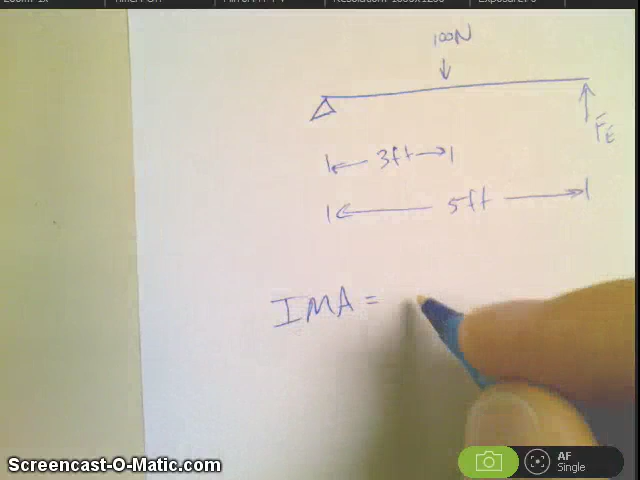 100N
FE
3ft
5ft
IMA =
AF
Single
Screencast-O-Matic.com